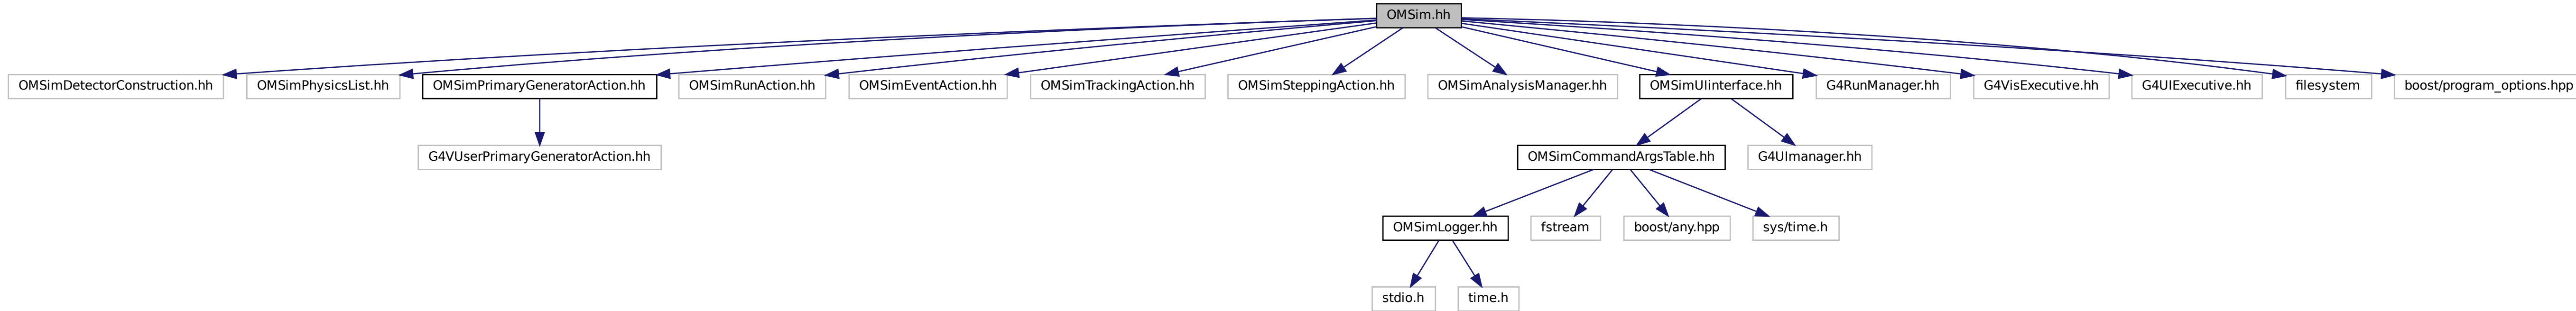 OMSim.hh
OMSimDetectorConstruction.hh
OMSimPhysicsList.hh
OMSimPrimaryGeneratorAction.hh
OMSimRunAction.hh
OMSimEventAction.hh
OMSimTrackingAction.hh
OMSimSteppingAction.hh
OMSimAnalysisManager.hh
OMSimUIinterface.hh
G4RunManager.hh
G4VisExecutive.hh
G4UIExecutive.hh
filesystem
boost/program_options.hpp
G4VUserPrimaryGeneratorAction.hh
OMSimCommandArgsTable.hh
G4UImanager.hh
OMSimLogger.hh
fstream
boost/any.hpp
sys/time.h
stdio.h
time.h